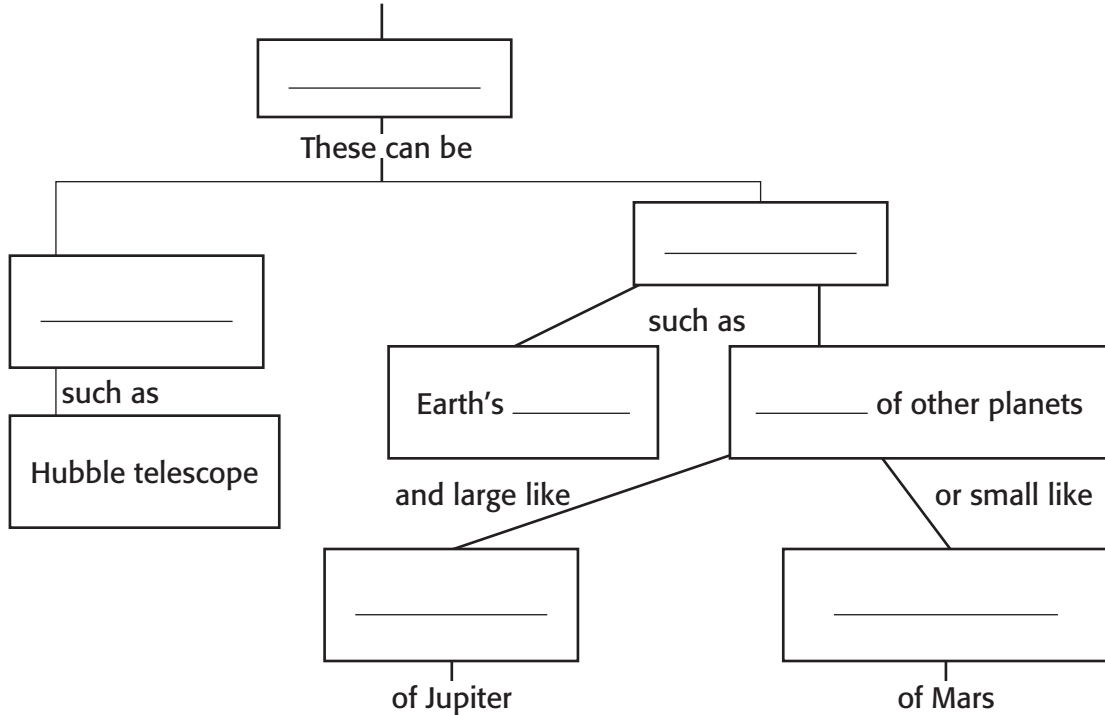 These can be
such as
such as
Earth's
of other planets
Hubble telescope
and large like
or small like
of Jupiter
of Mars